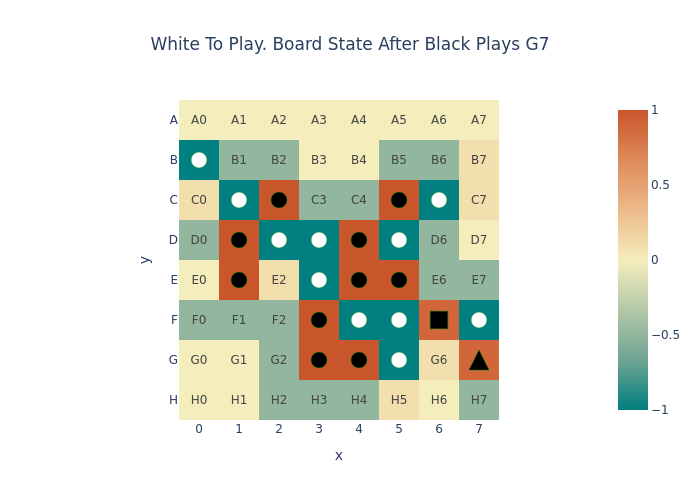 White To Play. Board State After Black Plays G7
A A0 A1 A2 A3 A4 A5 A6 A7
B B1 B2 B3 B4 B5 B6 B7
C C0 C3 C4 C7
D D0 D6 D7
E E0 E2 E6 E7
F F0 F1 F2
G G0 G1 G2 G6
H H0 H1 H2 H3 H4 H5 H6 H7
0 1 2 3 4 5 6 7
x
y
1
0.5
0
−0.5
−1